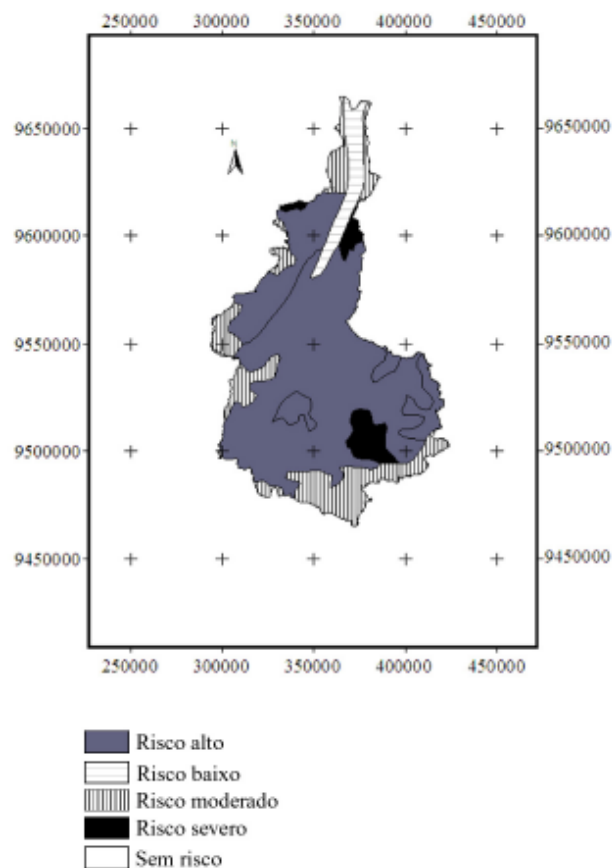 250000 300000 350000 400000 450000
N
9650000 9650000
9600000 9600000
9550000 9550000
9500000 9500000
9450000 9450000
250000 300000 350000 400000 450000
Risco alto
Risco baixo
Risco moderado
Risco severo
Sem risco